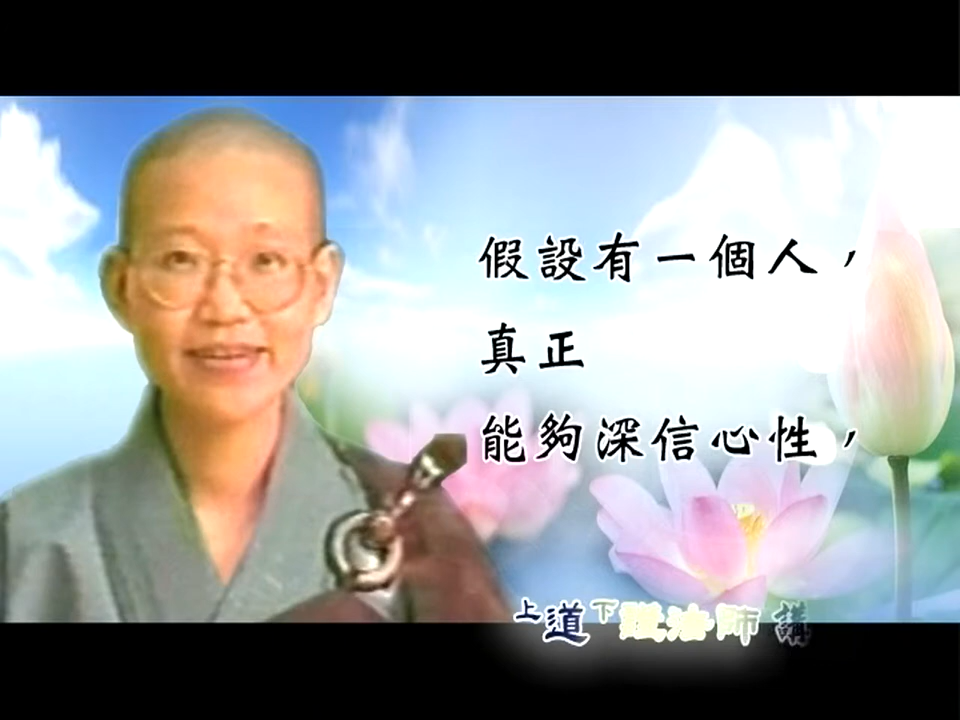 假設有一個人，
真正
能夠深信心性，
上道下證法師 講